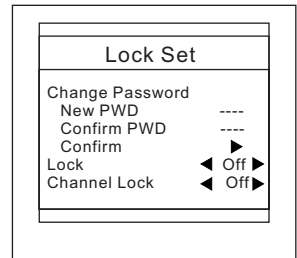 Lock Set
Change Password
New PWD ----
Confirm PWD ----
Confirm ▶
Lock ◀ Off ▶
Channel Lock ◀ Off ▶